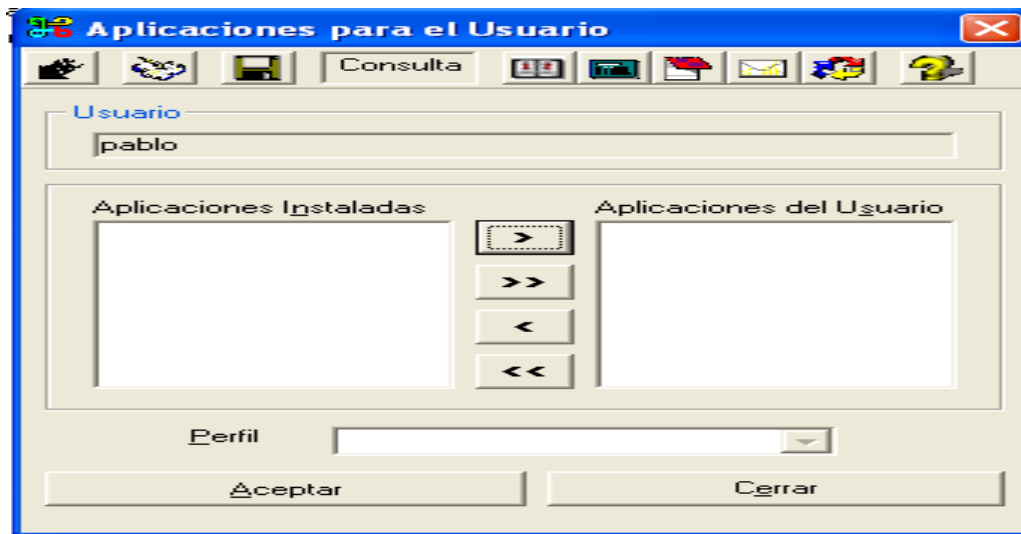 Aplicaciones para el Usuario
Consulta
Usuario
pablo
Aplicaciones Instaladas
Aplicaciones del Usuario
>
>>
<
<<
Perfil
Aceptar
Cerrar